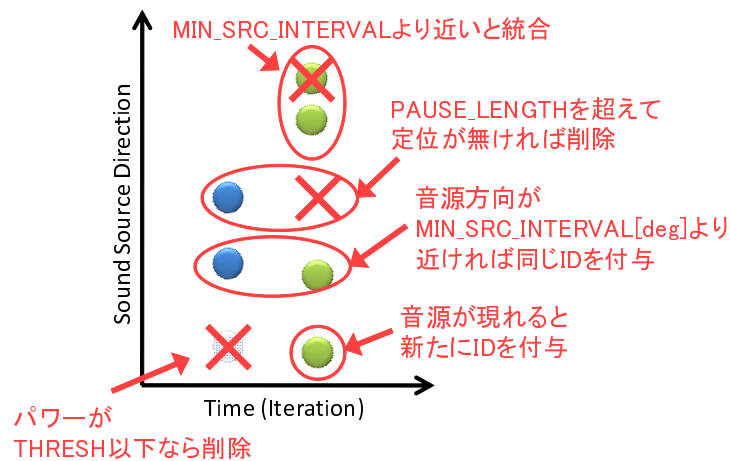 MIN_SRC_INTERVALより近いと統合
PAUSE_LENGTHを超えて
定位が無ければ削除
音源方向が
MIN_SRC_INTERVAL[deg]より
近ければ同じIDを付与
音源が現れると
新たにIDを付与
Sound Source Direction
Time (Iteration)
パワーが
THRESH以下なら削除